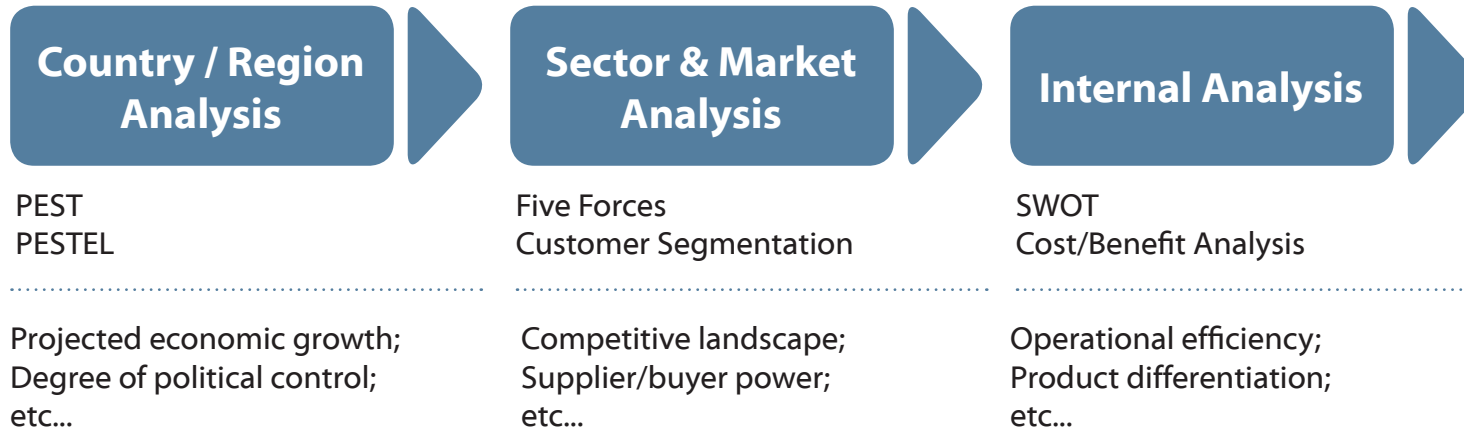 Country / Region
Analysis
PEST
PESTEL
Projected economic growth;
Degree of political control;
etc...
Sector & Market
Analysis
Five Forces
Customer Segmentation
Competitive landscape;
Supplier/buyer power;
etc...
Internal Analysis
SWOT
Cost/Benefit Analysis
Operational efficiency;
Product differentiation;
etc...